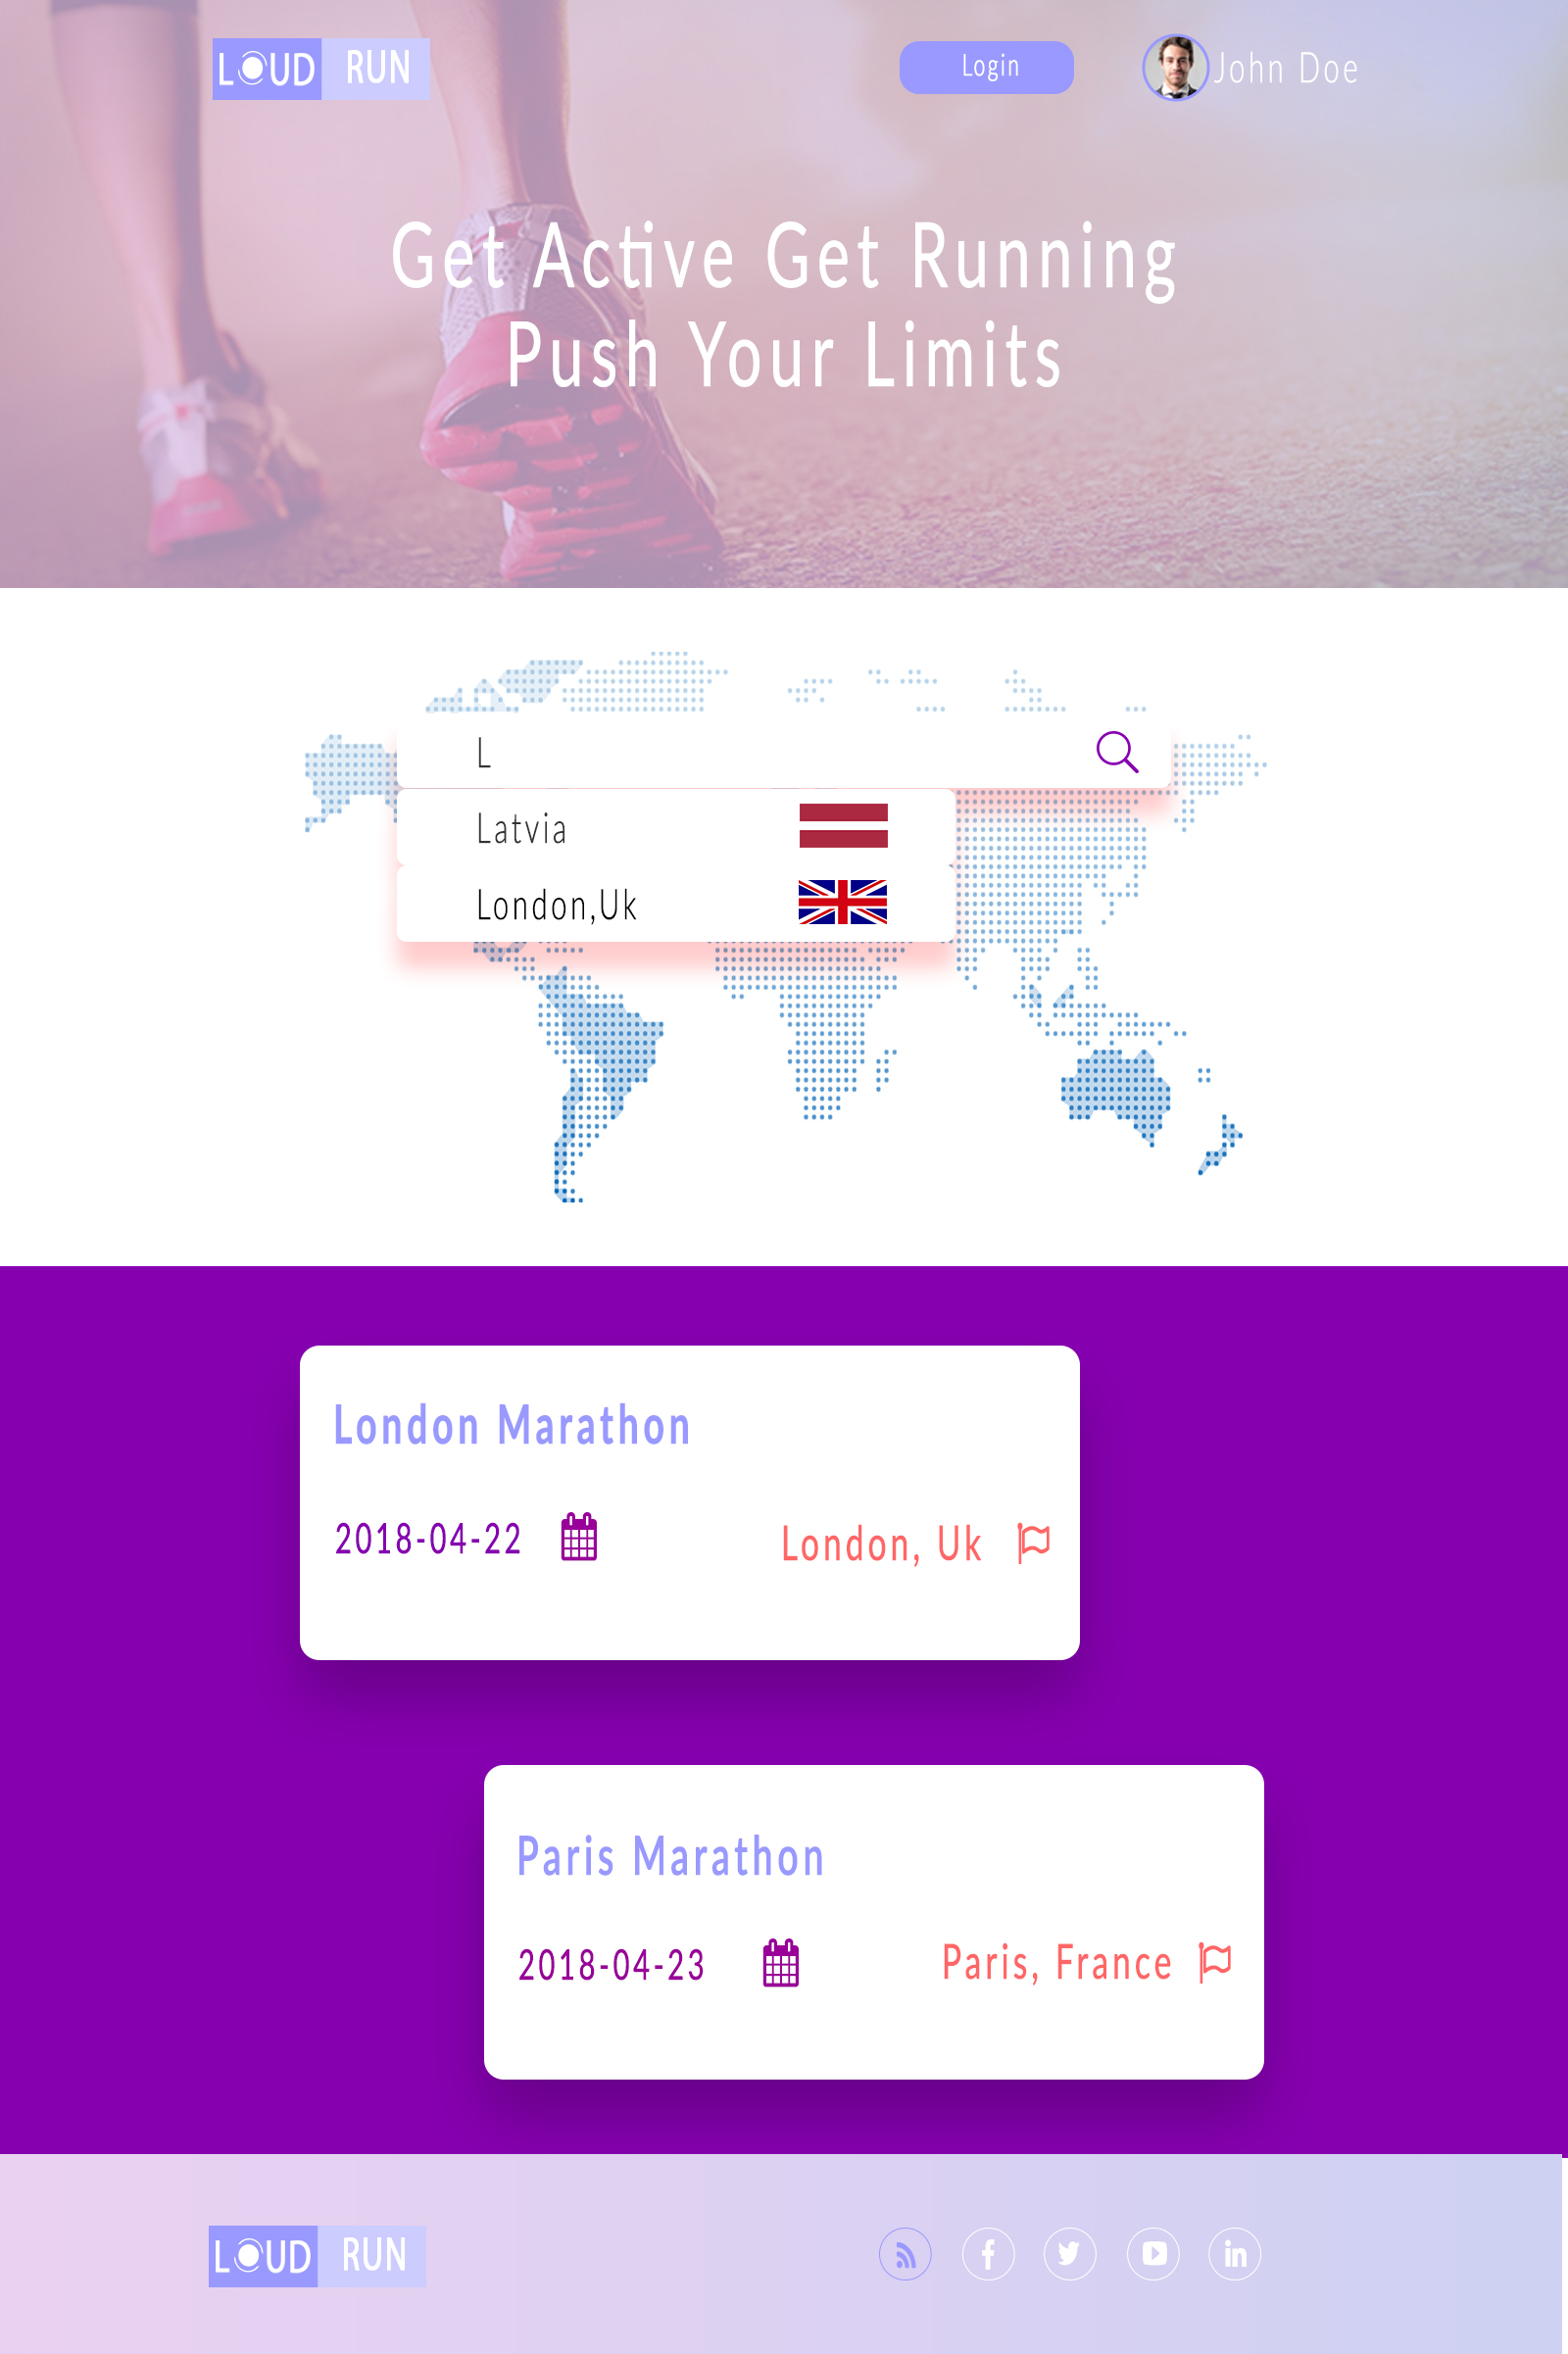 LOUD RUN
Login
John Doe
Get Active Get Running
Push Your Limits
L
Latvia
London,Uk
London Marathon
2018-04-22
London, Uk
Paris Marathon
2018-04-23
Paris, France
LOUD RUN